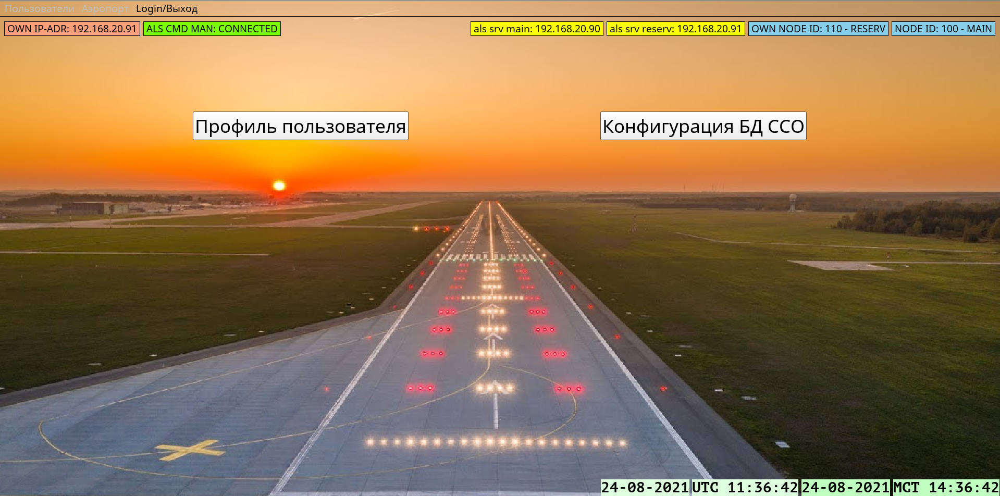 Пользователи Аэропорт Login/Выход
OWN IP-ADR: 192.168.20.91 ALS CMD MAN: CONNECTED als srv main: 192.168.20.90 als srv reserv: 192.168.20.91 OWN NODE ID: 110 - RESERV NODE ID: 100 - MAIN
Профиль пользователя Конфигурация БД ССО
24-08-2021 UTC 11:36:42 24-08-2021 МСТ 14:36:42